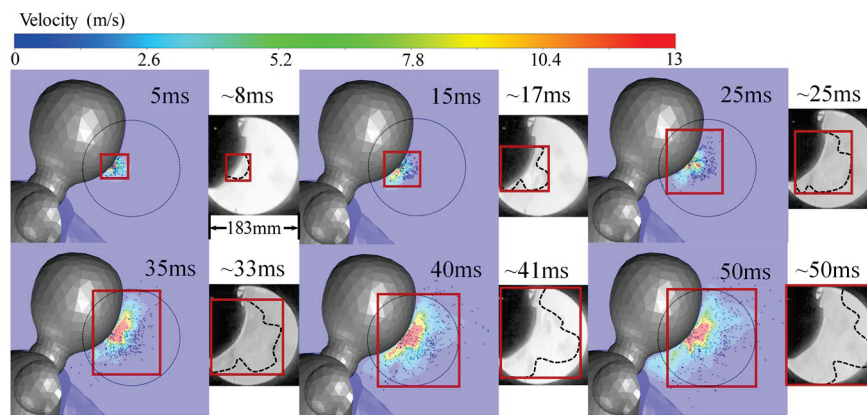 Velocity (m/s)
0 2.6 5.2 7.8 10.4 13
5ms ~8ms 15ms ~17ms 25ms ~25ms
183mm
35ms ~33ms 40ms ~41ms 50ms ~50ms